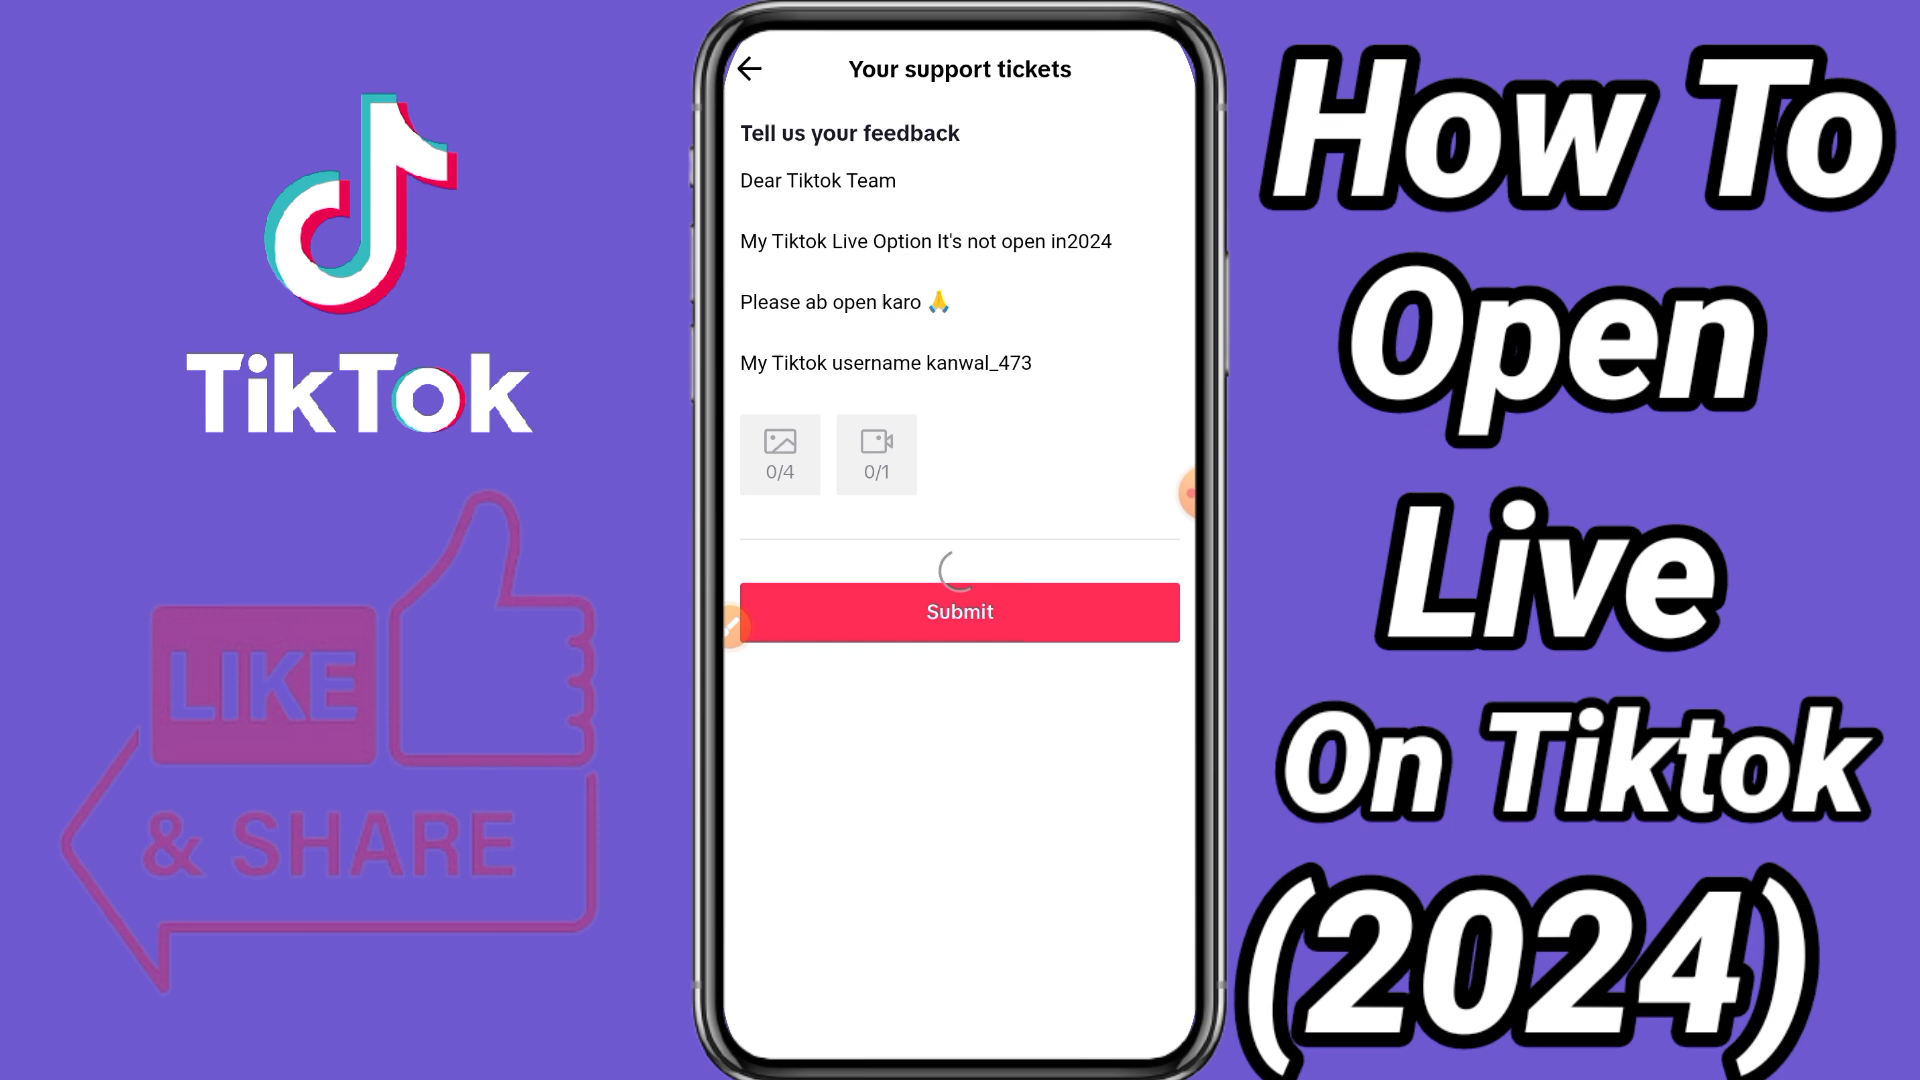 TikTok
LIKE
& SHARE
Your support tickets
Tell us your feedback
Dear Tiktok Team
My Tiktok Live Option It's not open in2024
Please ab open karo 🙏
My Tiktok username kanwal_473
0/4 0/1
Submit
How To
Open
Live
On Tiktok
(2024)